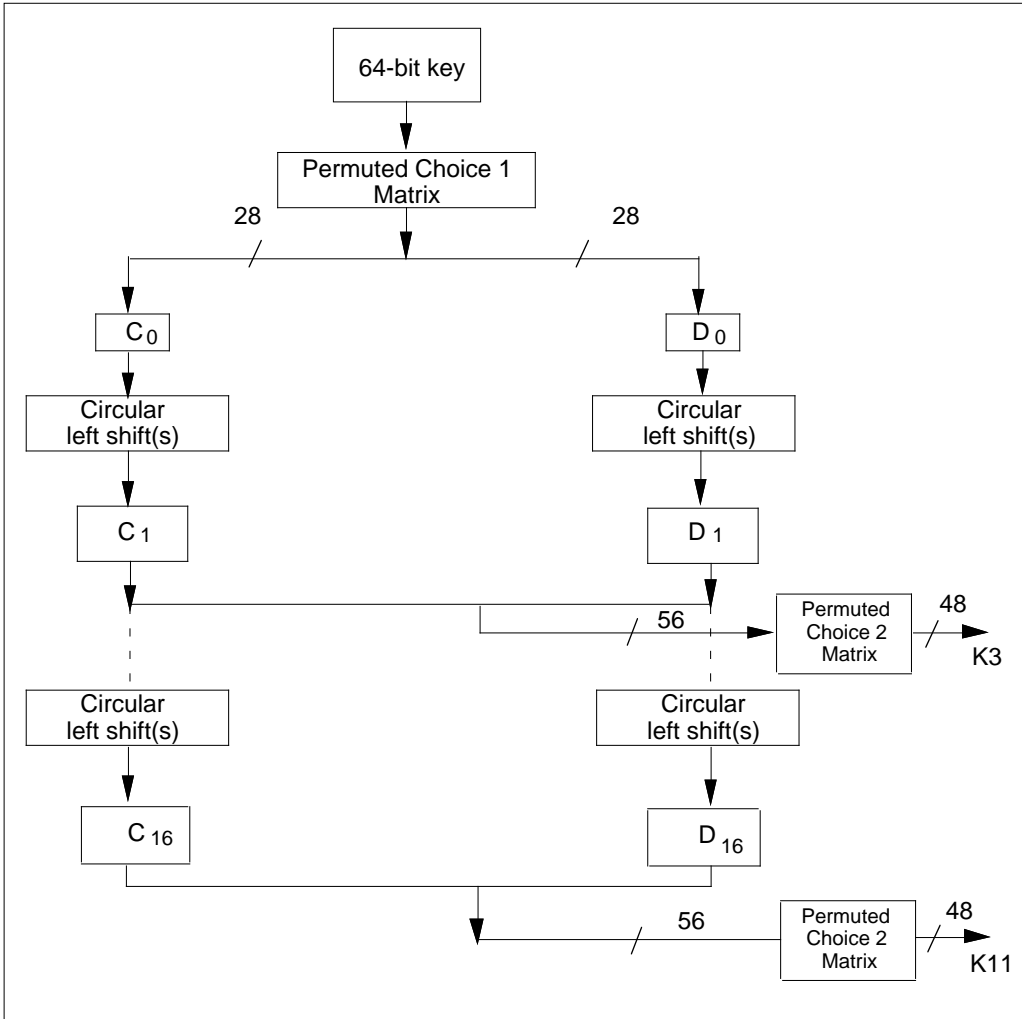 64-bit key
Permuted Choice 1
Matrix
28
28
C 0
D 0
Circular
left shift(s)
Circular
left shift(s)
C 1
D 1
56
Permuted
Choice 2
Matrix
48
K3
Circular
left shift(s)
Circular
left shift(s)
C 16
D 16
56
Permuted
Choice 2
Matrix
48
K11